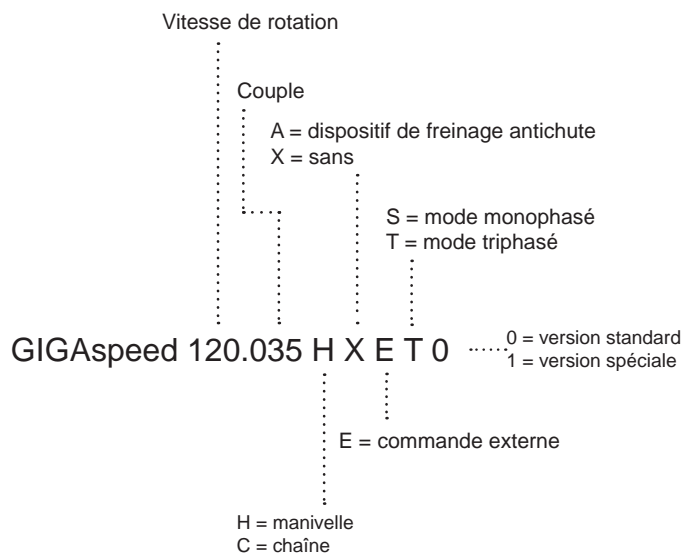 Vitesse de rotation
Couple
A = dispositif de freinage antichute
X = sans
S = mode monophasé
T = mode triphasé
GIGAspeed 120.035 H X E T 0
0 = version standard
1 = version spéciale
E = commande externe
H = manivelle
C = chaîne